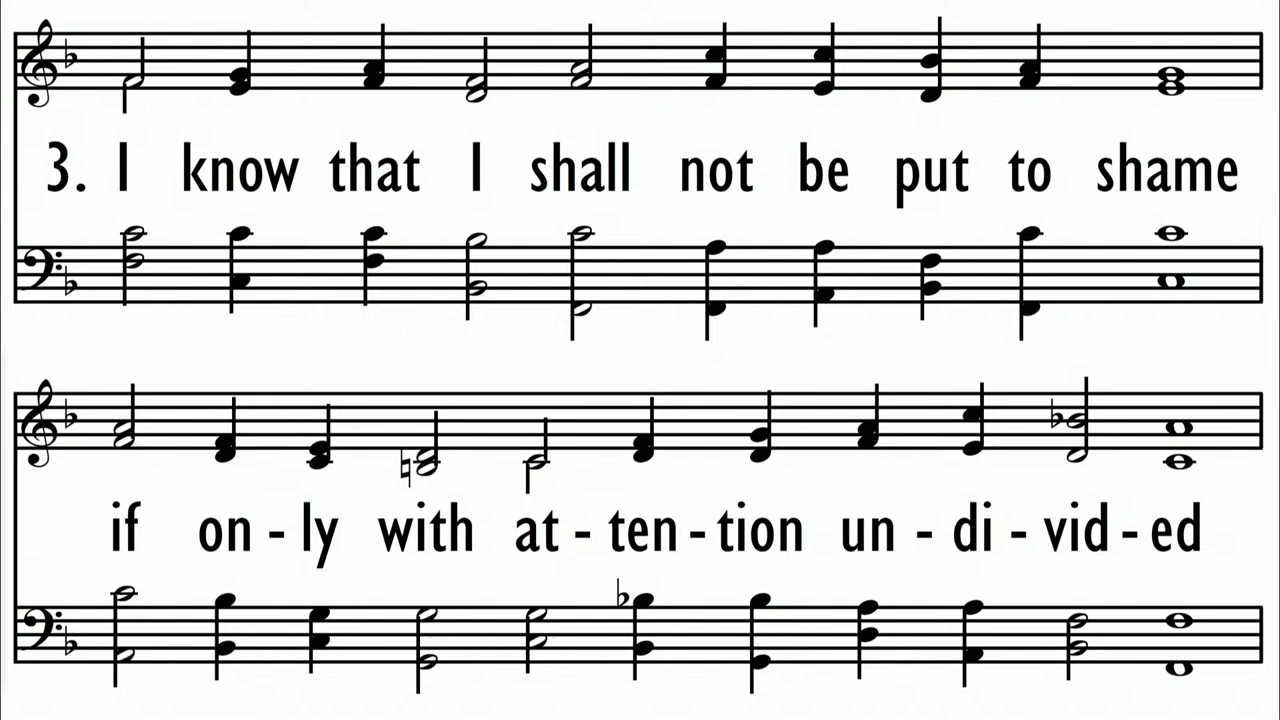 3. I know that I shall not be put to shame
if on - ly with at - ten - tion un - di - vid - ed